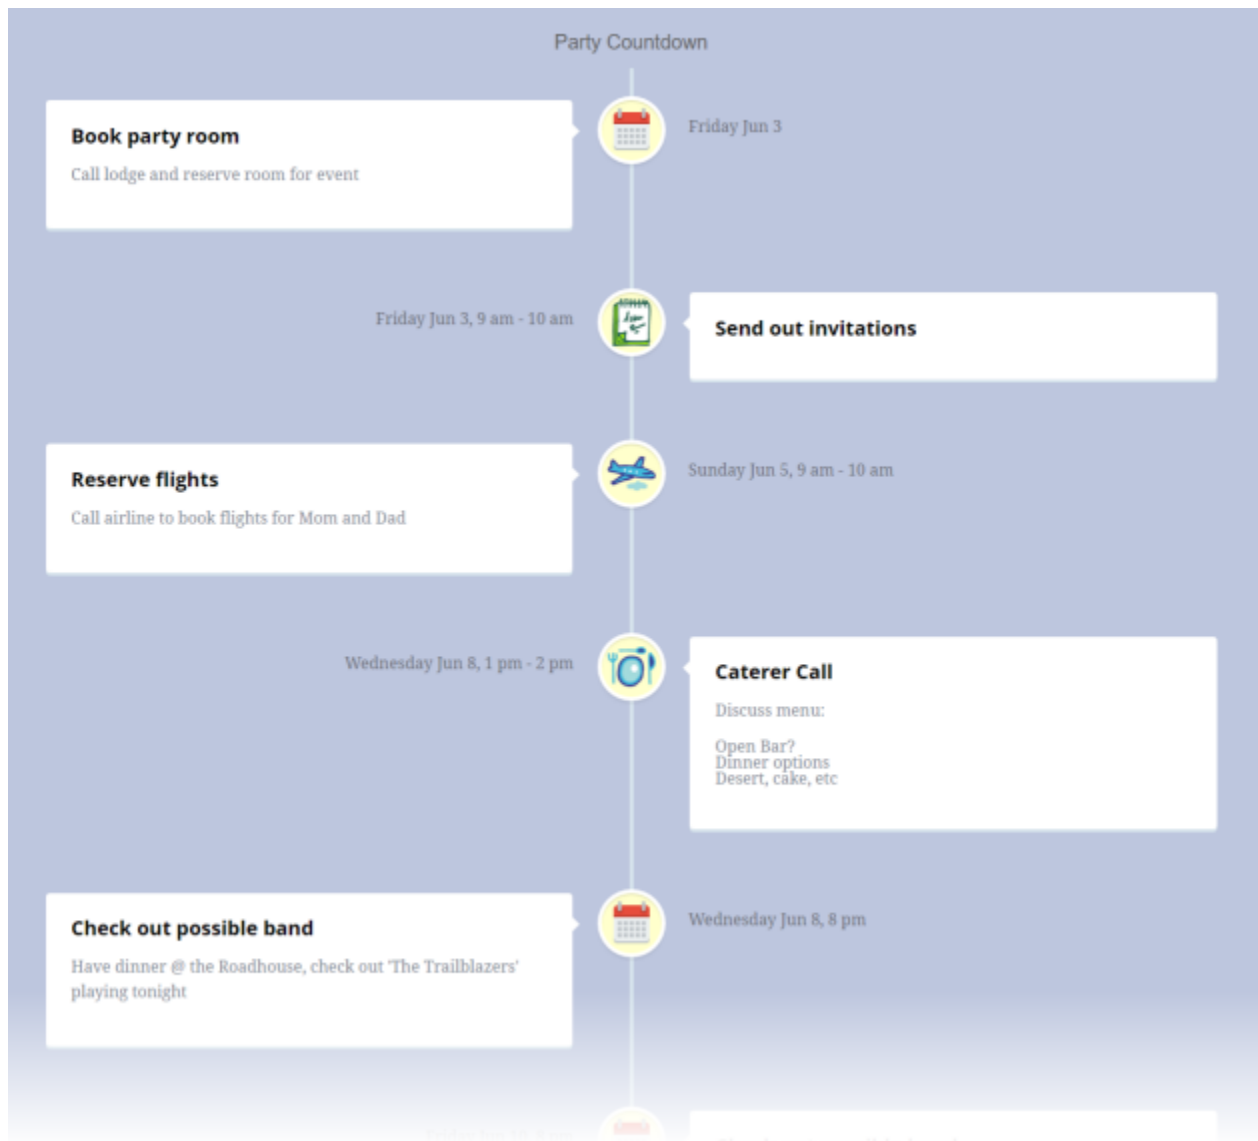 Party Countdown
Book party room
Call lodge and reserve room for event
Friday Jun 3
Friday Jun 3, 9 am - 10 am
Send out invitations
Reserve flights
Call airline to book flights for Mom and Dad
Sunday Jun 5, 9 am - 10 am
Wednesday Jun 8, 1 pm - 2 pm
Caterer Call
Discuss menu:
Open Bar?
Dinner options
Desert, cake, etc
Check out possible band
Have dinner @ the Roadhouse, check out 'The Trailblazers'
playing tonight
Wednesday Jun 8, 8 pm